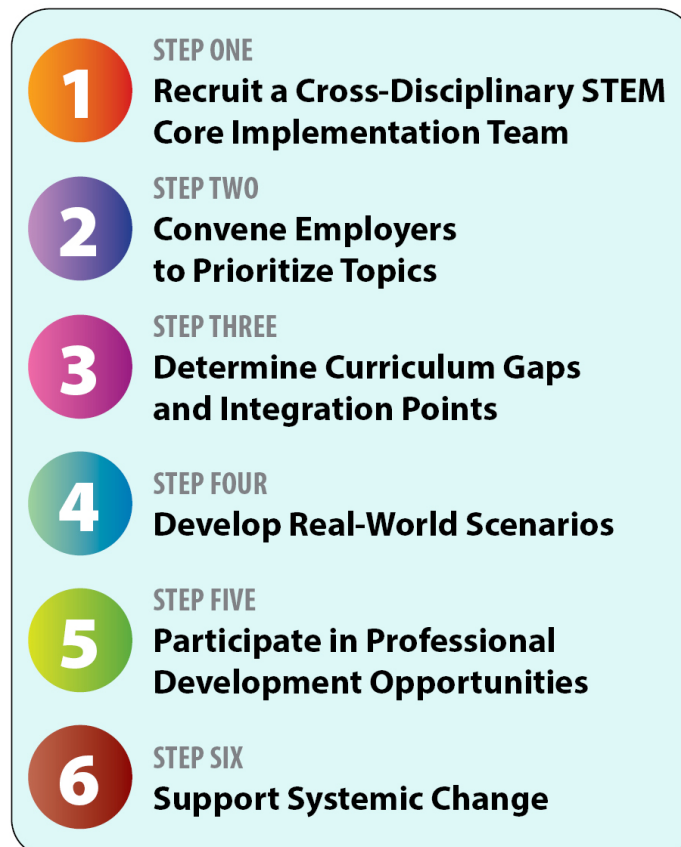 1
STEP ONE
Recruit a Cross-Disciplinary STEM
Core Implementation Team
2
STEP TWO
Convene Employers
to Prioritize Topics
3
STEP THREE
Determine Curriculum Gaps
and Integration Points
4
STEP FOUR
Develop Real-World Scenarios
5
STEP FIVE
Participate in Professional
Development Opportunities
6
STEP SIX
Support Systemic Change